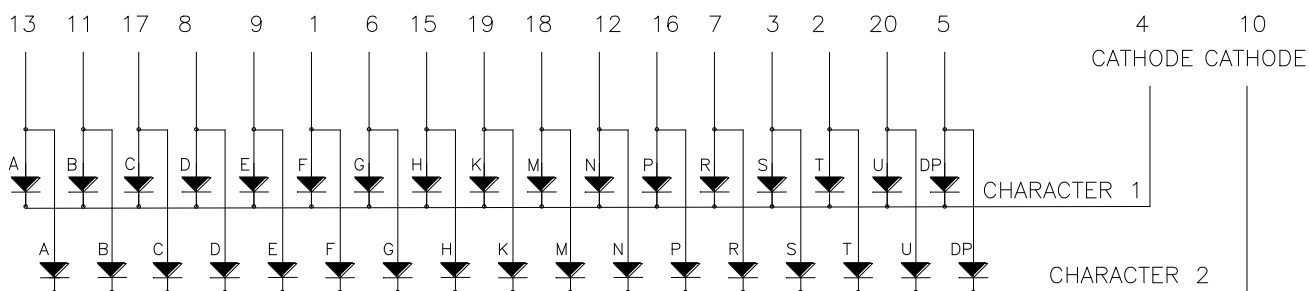 13 11 17 8 9 1 6 15 19 18 12 16 7 3 2 20 5 4 10
CATHODE CATHODE
A B C D E F G H K M N P R S T U DP
CHARACTER 1
A B C D E F G H K M N P R S T U DP
CHARACTER 2